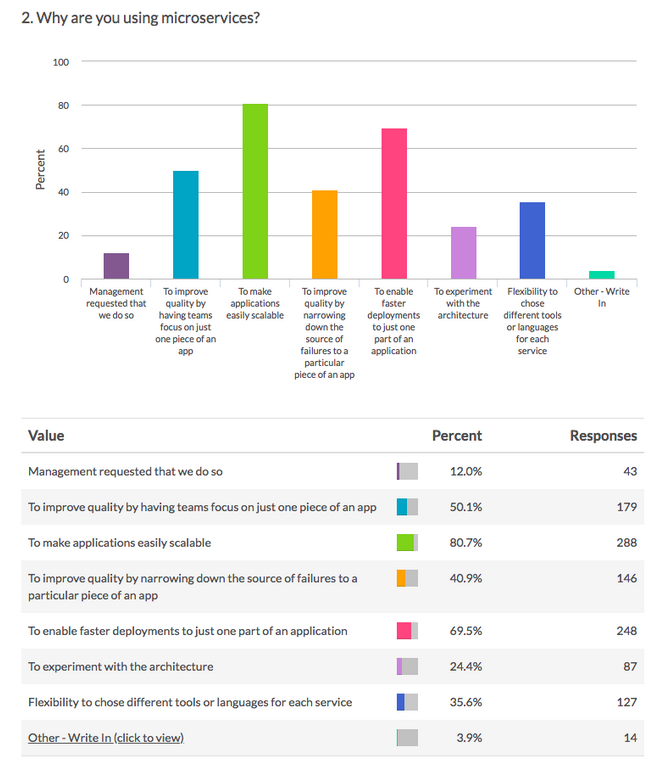 2. Why are you using microservices?
100
80
60
40
20
0
Percent
Management
requested that
we do so
To improve
quality by
having teams
focus on just
one piece of an
app
To make
applications
easily scalable
To improve
quality by
narrowing
down the
source of
failures to a
particular
piece of an app
To enable
faster
deployments
to just one
part of an
application
To experiment
with the
architecture
Flexibility to
chose
different tools
or languages
for each
service
Other - Write
In
Value Percent Responses
Management requested that we do so 12.0% 43
To improve quality by having teams focus on just one piece of an app 50.1% 179
To make applications easily scalable 80.7% 288
To improve quality by narrowing down the source of failures to a
particular piece of an app 40.9% 146
To enable faster deployments to just one part of an application 69.5% 248
To experiment with the architecture 24.4% 87
Flexibility to chose different tools or languages for each service 35.6% 127
Other - Write In (click to view) 3.9% 14